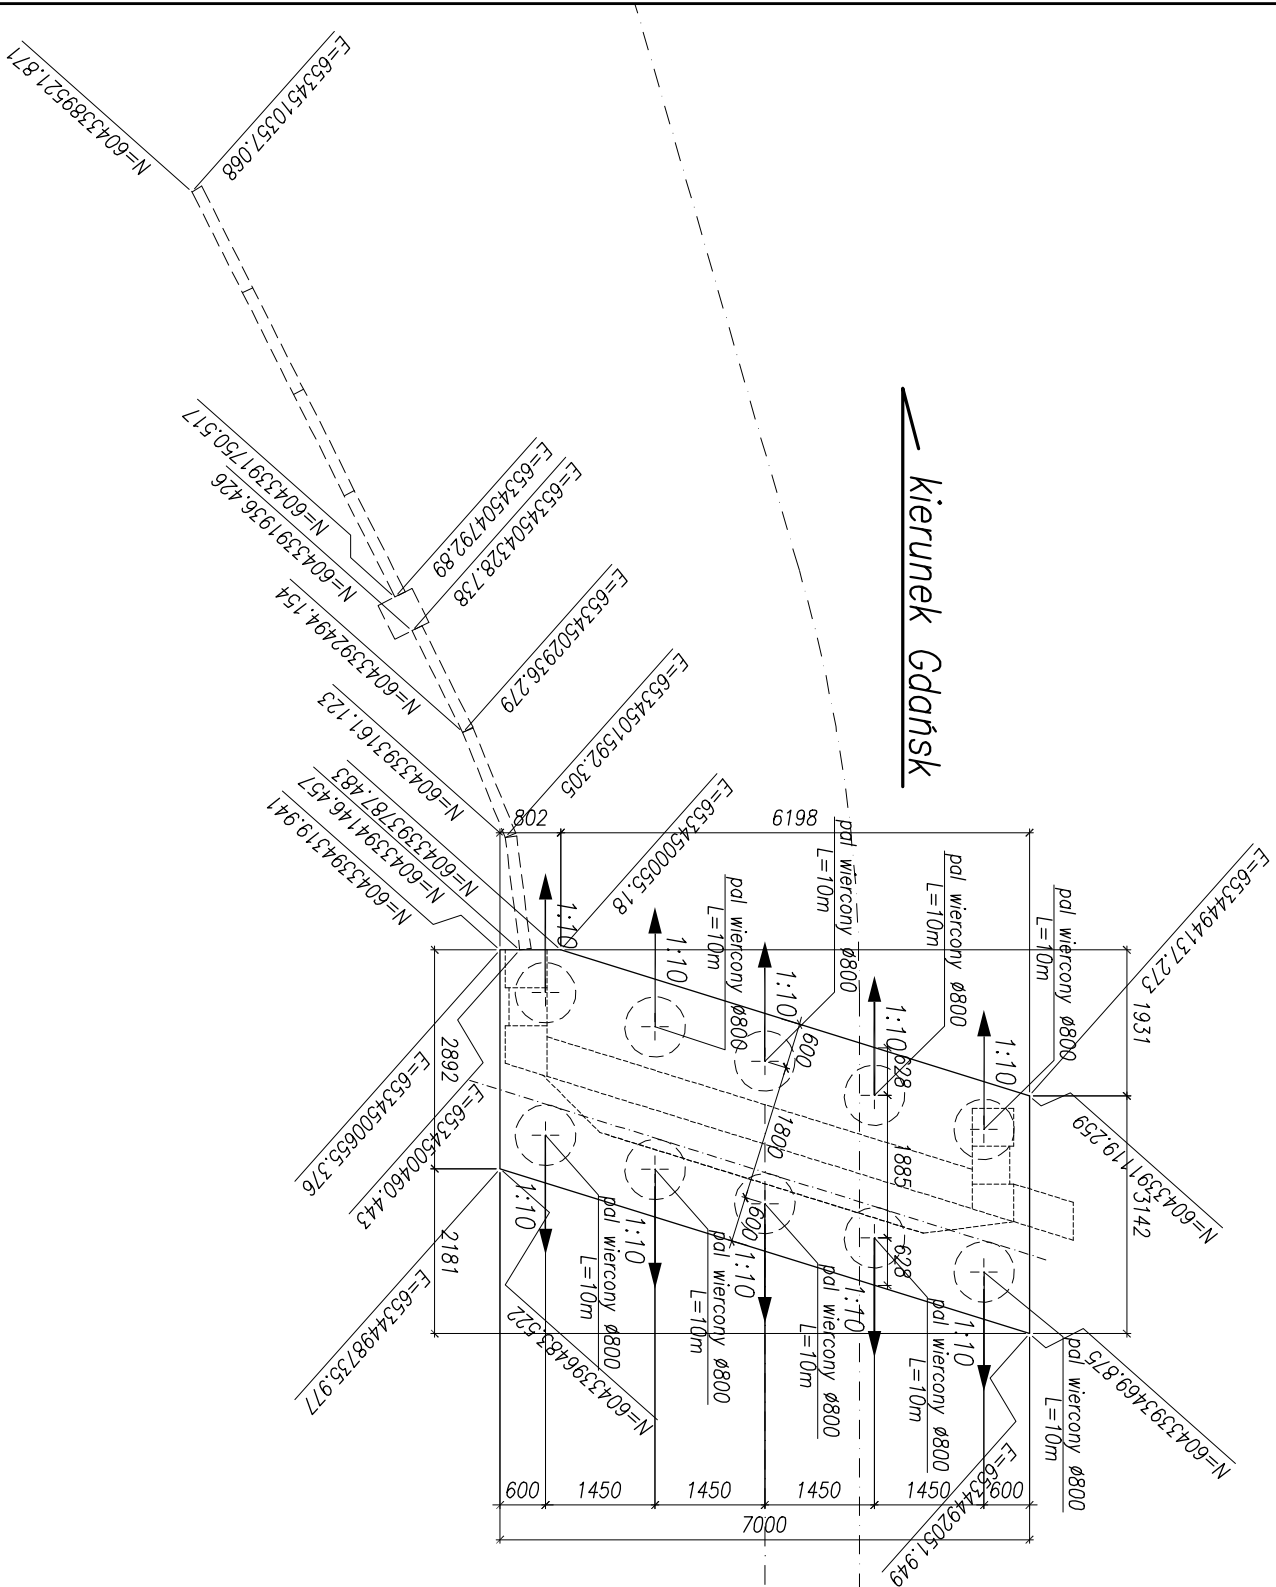 E=6534510357.068
N=6043389521.871
kierunek Gdańsk
E=6534504792.89
N=6043391750.517
E=6534504328.738
N=6043391936.426
E=6534502936.279
N=6043392494.154
E=6534501592.305
N=6043393161.123
E=6534500055.18
N=6043393787.483
N=6043394146.457
N=6043394319.941
802
6198
pal wiercony ø800
L=10m
pal wiercony ø800
L=10m
pal wiercony ø800
L=10m
pal wiercony ø800
L=10m
E=6534494137.273
N=6043391119.259
1:10
1:10
1:10
1:10
1:10
1931
3142
2892
2181
600
1800
600
628
1885
628
E=6534500655.376
E=6534500460.443
E=6534498735.977
N=6043396483.522
1:10
1:10
1:10
1:10
1:10
pal wiercony ø800
L=10m
pal wiercony ø800
L=10m
pal wiercony ø800
L=10m
pal wiercony ø800
L=10m
pal wiercony ø800
L=10m
N=6043393469.875
E=6534492051.949
600
1450
1450
1450
1450
600
7000